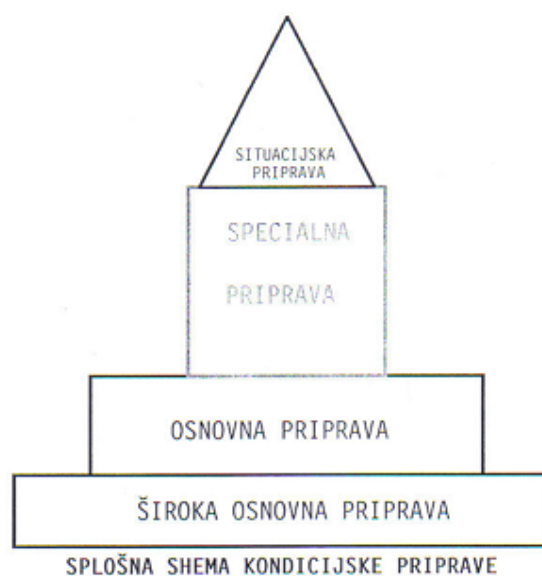 SITUACIJSKA
PRIPRAVA
SPECIALNA
PRIPRAVA
OSNOVNA PRIPRAVA
ŠIROKA OSNOVNA PRIPRAVA
SPLOŠNA SHEMA KONDICIJSKE PRIPRAVE